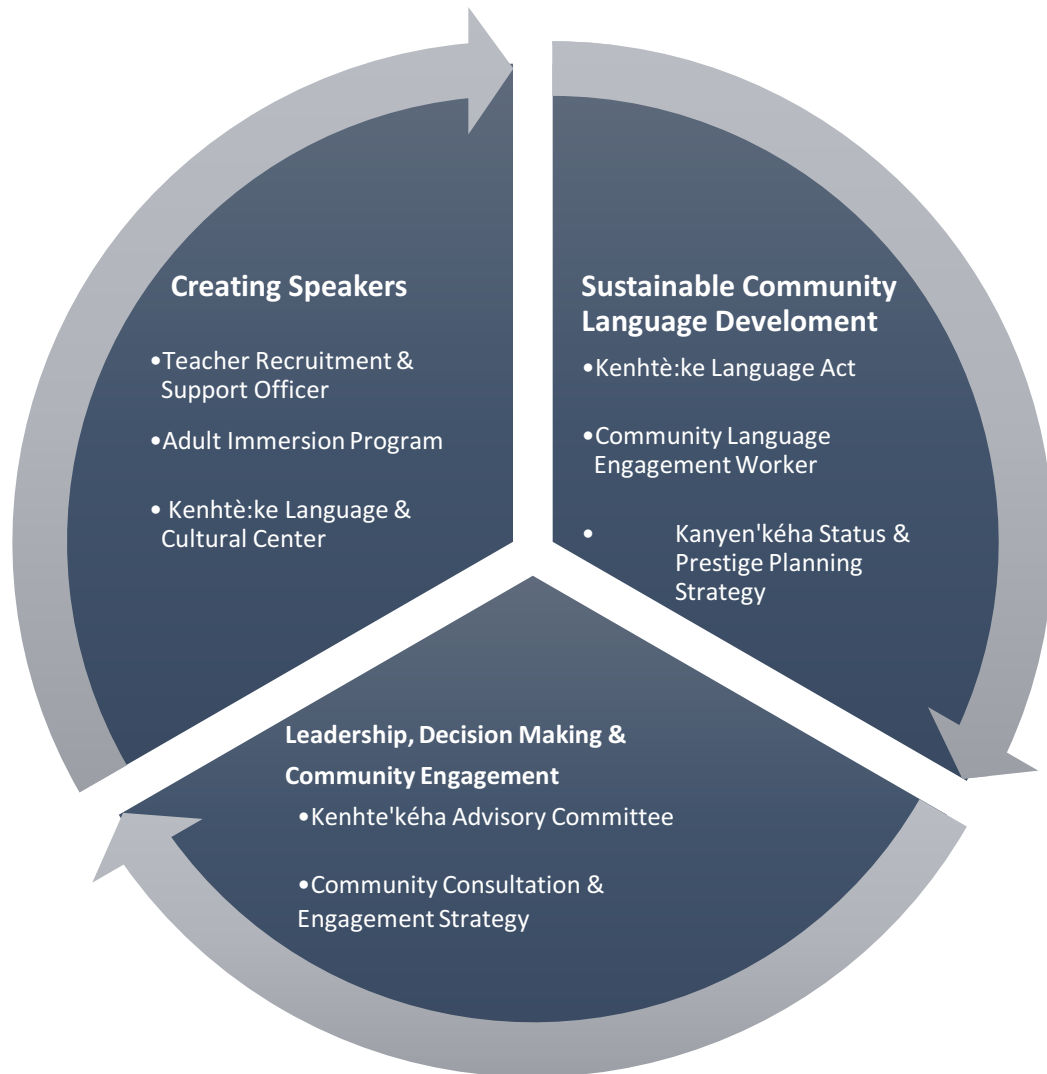 Creating Speakers
•Teacher Recruitment &
Support Officer
•Adult Immersion Program
• Kenhtè:ke Language &
Cultural Center
Sustainable Community
Language Develoment
•Kenhtè:ke Language Act
•Community Language
Engagement Worker
• Kanyen'kéha Status &
Prestige Planning
Strategy
Leadership, Decision Making &
Community Engagement
•Kenhte'kéha Advisory Committee
•Community Consultation &
Engagement Strategy